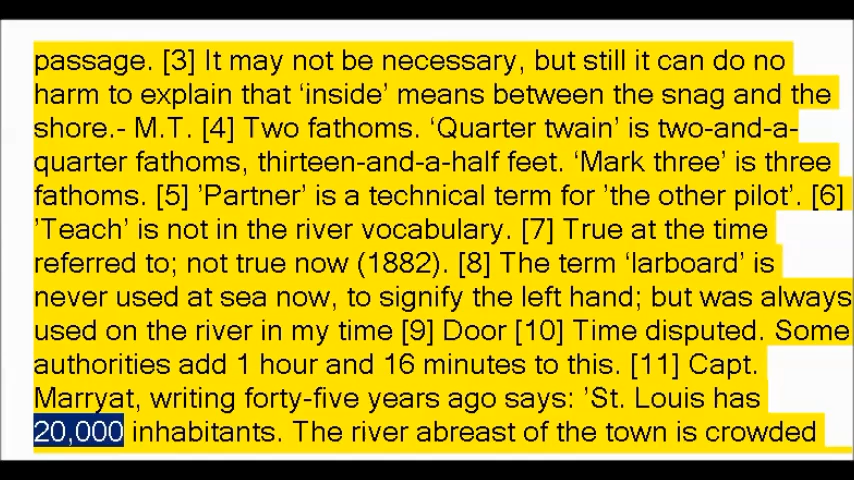 passage. [3] It may not be necessary, but still it can do no
harm to explain that ‘inside’ means between the snag and the
shore.- M.T. [4] Two fathoms. ‘Quarter twain’ is two-and-a-
quarter fathoms, thirteen-and-a-half feet. ‘Mark three’ is three
fathoms. [5] ’Partner’ is a technical term for ’the other pilot’. [6]
’Teach’ is not in the river vocabulary. [7] True at the time
referred to; not true now (1882). [8] The term ‘larboard’ is
never used at sea now, to signify the left hand; but was always
used on the river in my time [9] Door [10] Time disputed. Some
authorities add 1 hour and 16 minutes to this. [11] Capt.
Marryat, writing forty-five years ago says: ’St. Louis has
20,000 inhabitants. The river abreast of the town is crowded